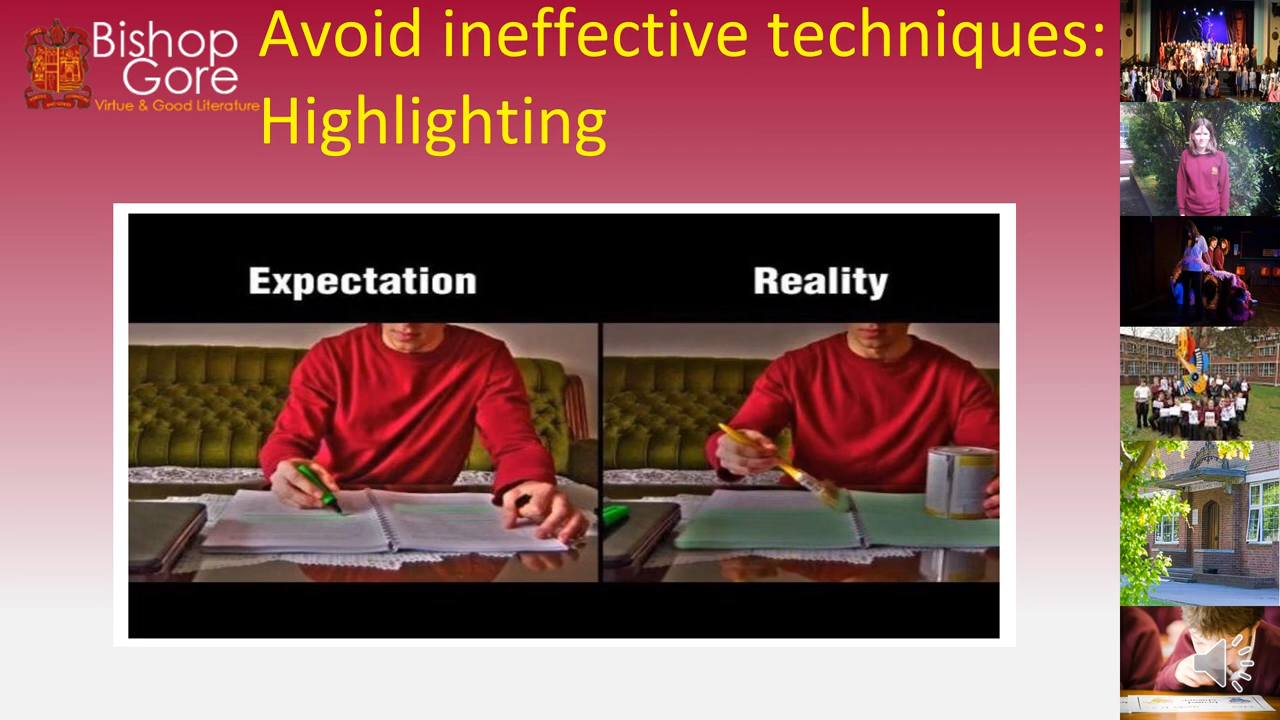 Bishop
Gore
Virtue & Good Literature
Avoid ineffective techniques:
Highlighting
Expectation
Reality